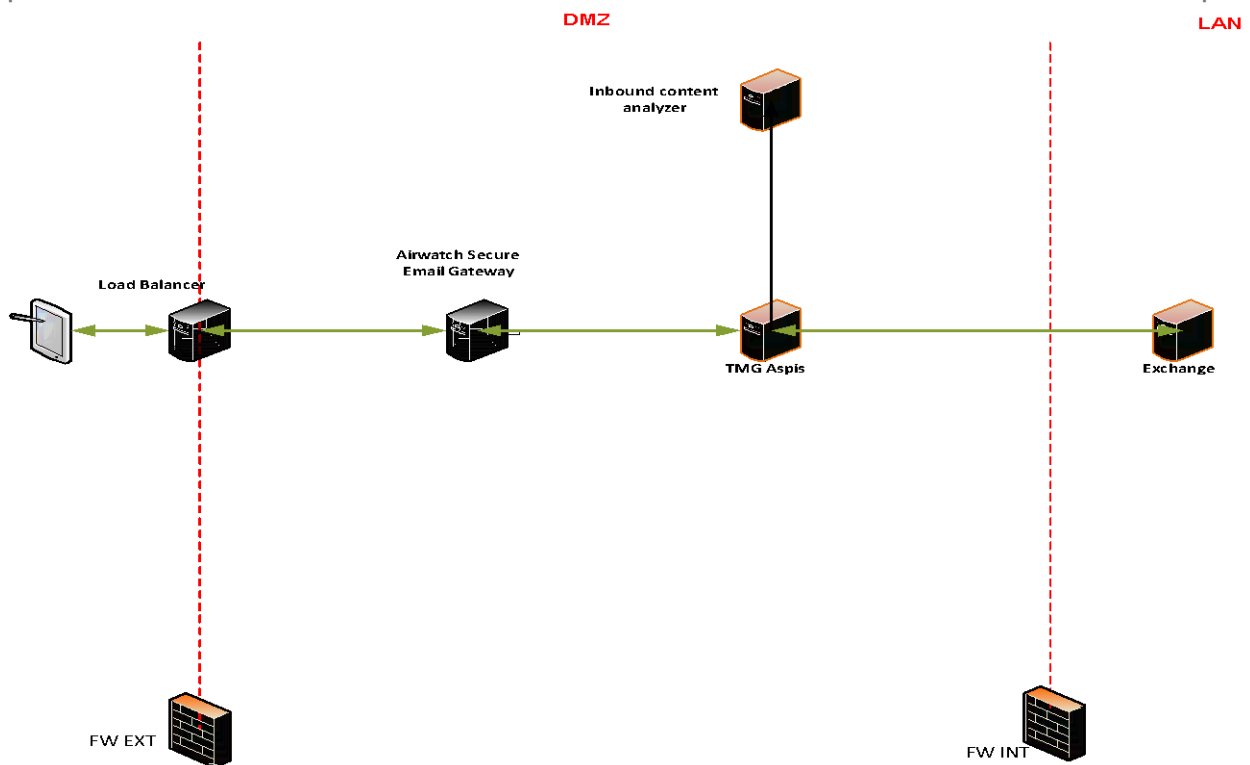 DMZ
LAN
Inbound content
analyzer
Airwatch Secure
Email Gateway
Load Balancer
TMG Aspis
Exchange
FW EXT
FW INT